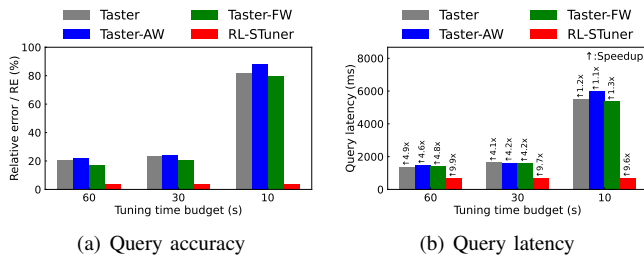 Taster
Taster-FW
Taster-AW
RL-STuner
Relative error / RE (%)
100
80
60
40
20
0
60
30
10
Tuning time budget (s)
(a) Query accuracy
Taster
Taster-FW
Taster-AW
RL-STuner
↑:Speedup
Query latency
(ms)
8000
6000
4000
2000
0
↑4.9x
↑4.6x
↑4.8x
↑9.9x
↑4.1x
↑4.2x
↑4.2x
↑9.7x
↑1.2x
↑1.1x
↑1.3x
↑9.6x
60
30
10
Tuning time budget (s)
(b) Query latency